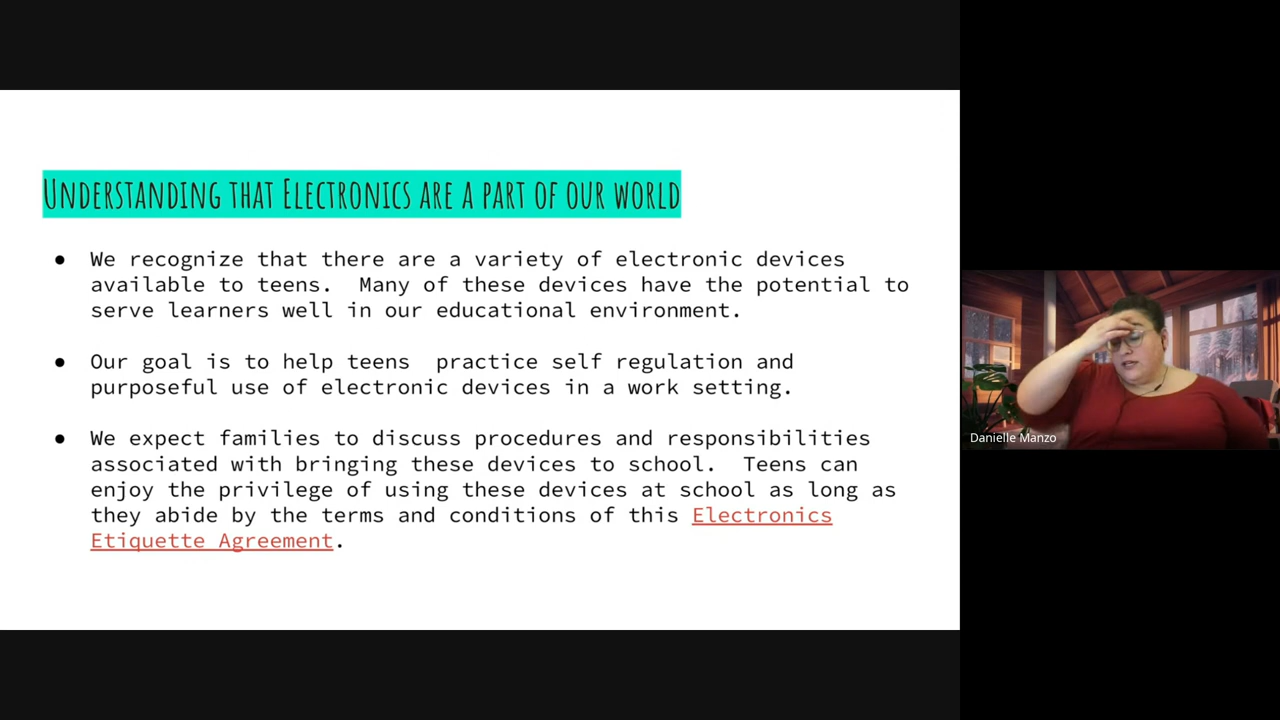 Understanding that Electronics are a part of our world
● We recognize that there are a variety of electronic devices
available to teens.  Many of these devices have the potential to
serve learners well in our educational environment.
● Our goal is to help teens  practice self regulation and
purposeful use of electronic devices in a work setting.
● We expect families to discuss procedures and responsibilities
associated with bringing these devices to school.  Teens can
enjoy the privilege of using these devices at school as long as
they abide by the terms and conditions of this Electronics
Etiquette Agreement.
Danielle Manzo